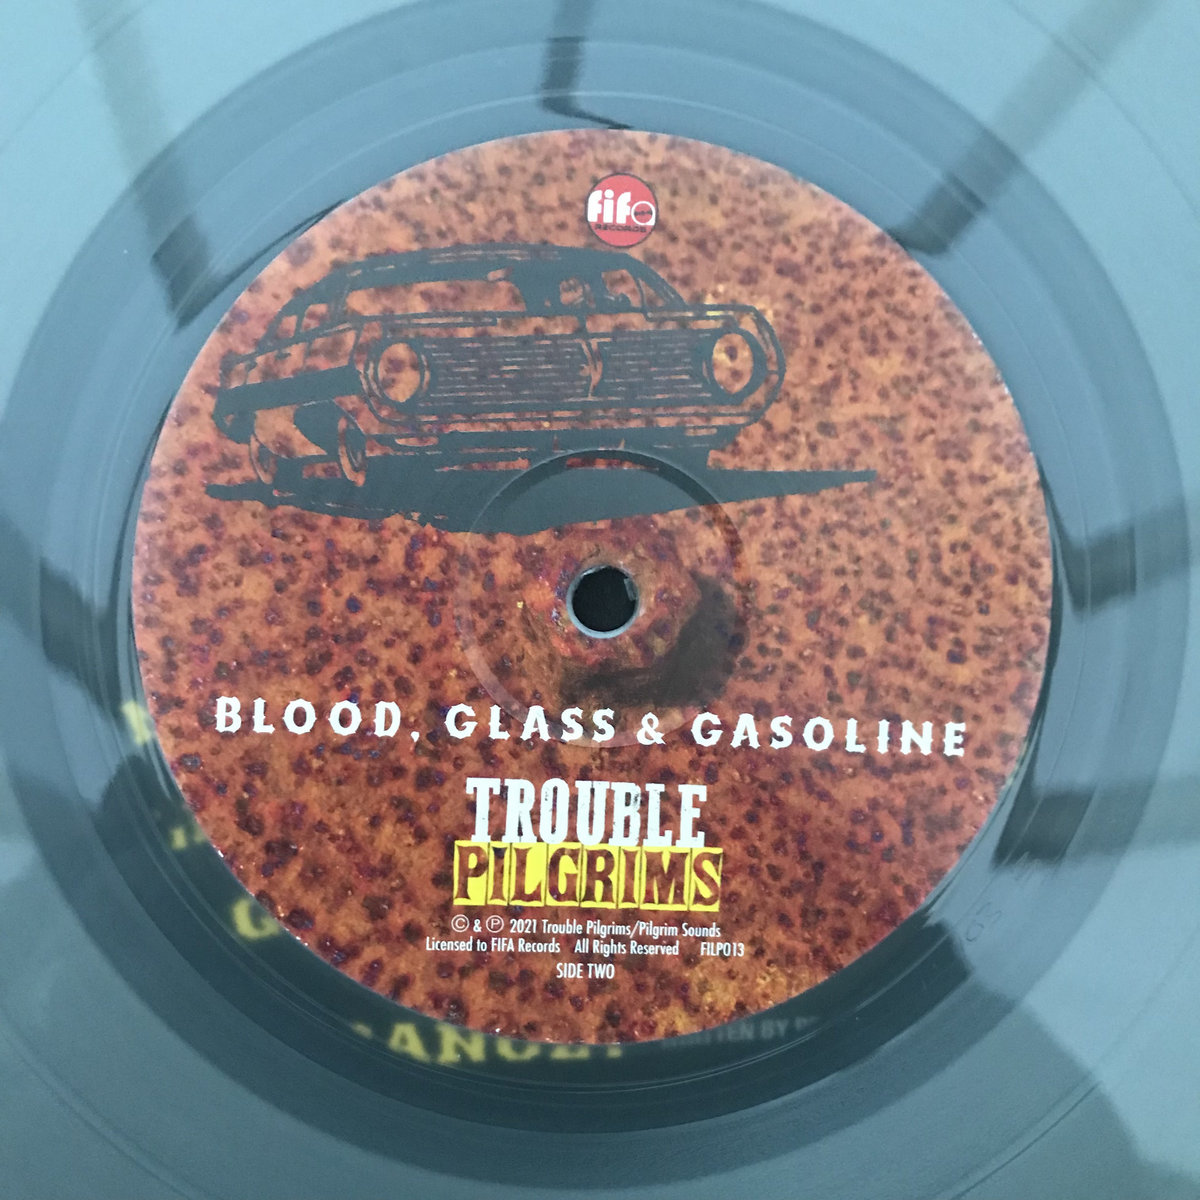 fifa
RECORDS
BLOOD, GLASS & GASOLINE
TROUBLE
PILGRIMS
© & ℗ 2021 Trouble Pilgrims/Pilgrim Sounds
Licensed to FIFA Records All Rights Reserved FILP013
SIDE TWO